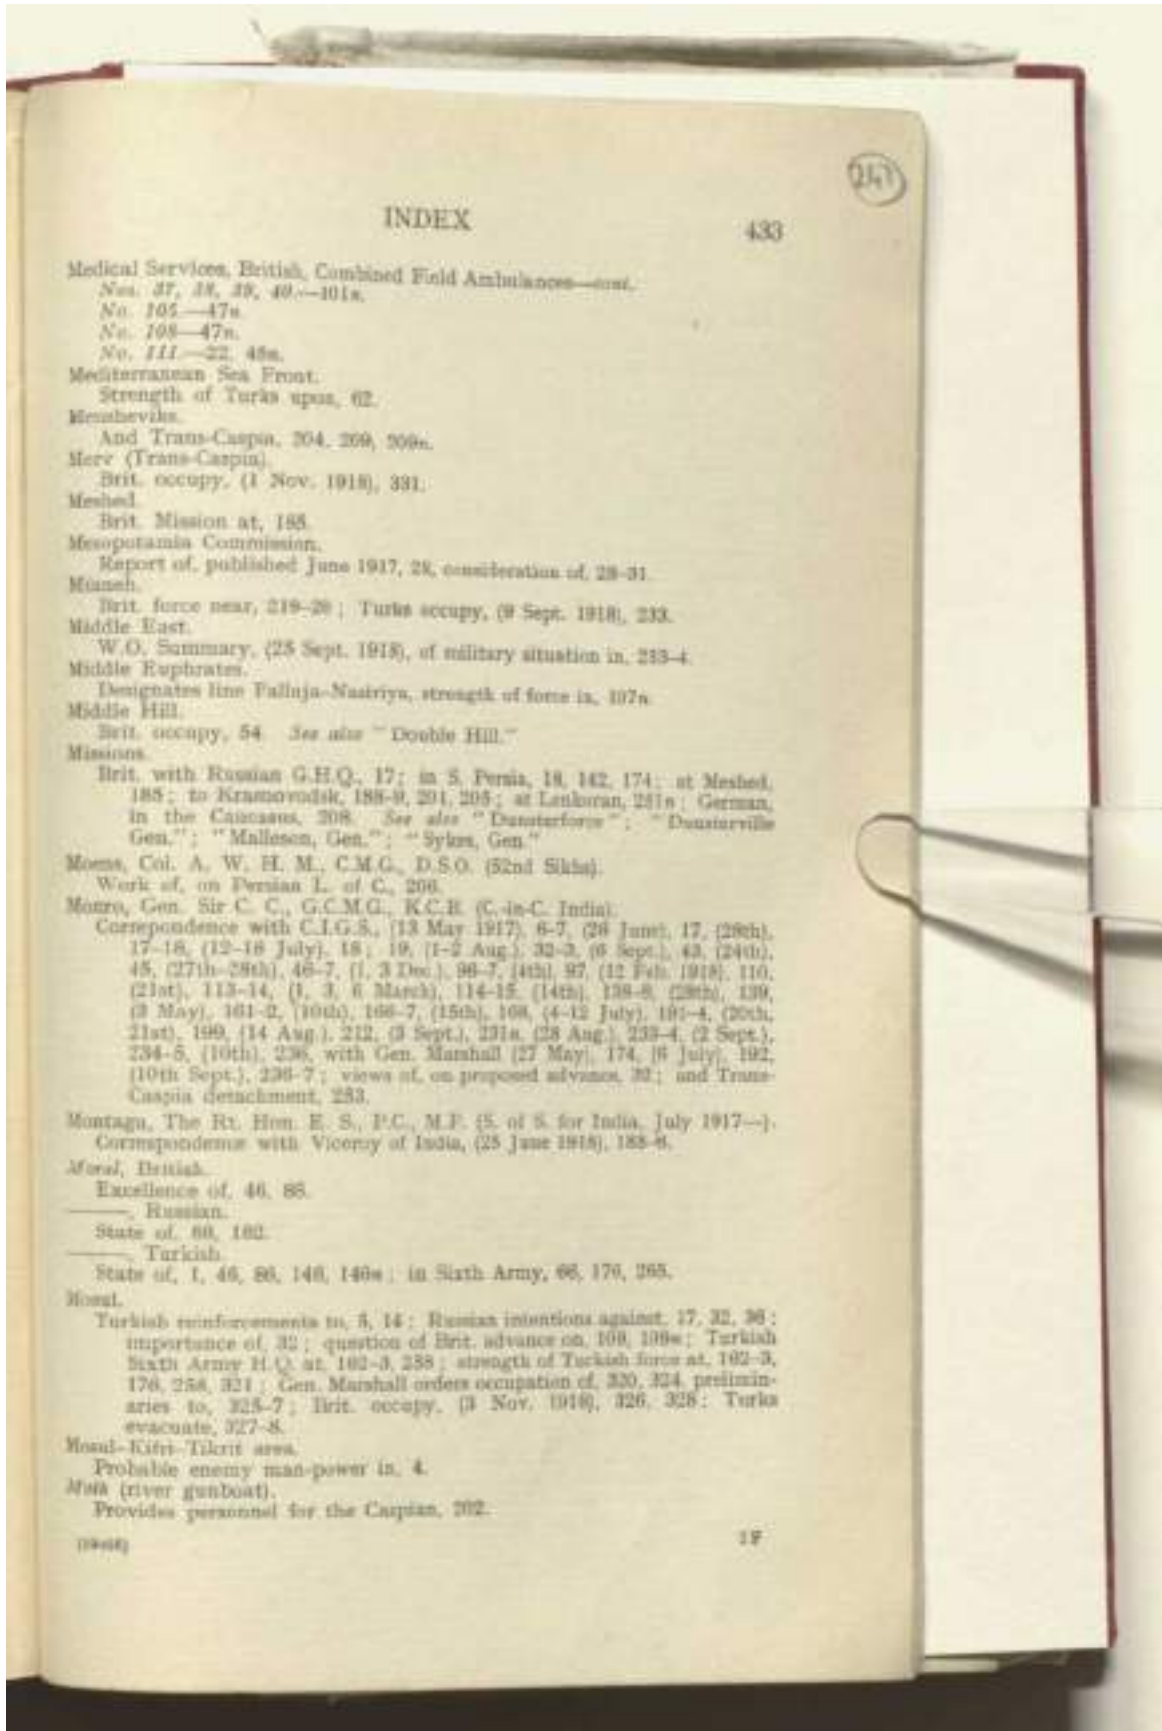 INDEX
433
Medical Services, British, Combined Field Ambulances—cont.
Nos. 37, 38, 39, 40.—101n.
No. 105.—47n.
No. 108—47n.
No. 111.—22, 48n.
Mediterranean Sea Front.
Strength of Turks upon, 62.
Mensheviks.
And Trans-Caspia, 204, 209, 209n.
Merv (Trans-Caspia).
Brit. occupy, (1 Nov. 1918), 331.
Meshed.
Brit. Mission at, 185.
Mesopotamia Commission.
Report of, published June 1917, 28, consideration of, 28–31.
Mianeh.
Brit. force near, 219–20; Turks occupy, (9 Sept. 1918), 233.
Middle East.
W.O. Summary, (25 Sept. 1918), of military situation in, 253–4.
Middle Euphrates.
Designates line Falluja–Nasiriya, strength of force in, 107n.
Middle Hill.
Brit. occupy, 54. See also "Double Hill."
Missions.
Brit. with Russian G.H.Q., 17; in S. Persia, 18, 142, 174; at Meshed,
185; to Krasnovodsk, 188–9, 201, 205; at Lenkoran, 251n; German,
in the Caucasus, 208. See also "Dunsterforce"; "Dunsterville
Gen."; "Malleson, Gen."; "Sykes, Gen."
Moens, Col. A. W. H. M., C.M.G., D.S.O. (52nd Sikhs).
Work of, on Persian L. of C., 206.
Monro, Gen. Sir C. C., G.C.M.G., K.C.B. (C.-in-C. India).
Correpondence with C.I.G.S., (13 May 1917), 6–7, (26 June), 17, (28th),
17–18, (12–18 July), 18; 19, (1–2 Aug.), 32–3, (6 Sept.), 43, (24th),
45, (27th–28th), 46–7, (1, 3 Dec.), 96–7, (4th), 97, (12 Feb. 1918), 110,
(21st), 113–14, (1, 3, 6 March), 114–15, (14th), (28th), 139,
(3 May), 161–2, (10th), 166–7, (15th), 168, (4–12 July), 191–4, (20th,
21st), 199, (14 Aug.), 212, (3 Sept.), 231n, (28 Aug.), 233–4, (2 Sept.),
234–5, (10th), 236, with Gen. Marshall (27 May), 174, (6 July), 192,
(10th Sept.), 236–7; views of, on proposed advance, 39; and Trans-
Caspia detachment, 253.
Montagu, The Rt. Hon. E. S., P.C., M.P. (S. of S. for India, July 1917—).
Correspondence with Viceroy of India, (25 June 1918), 185–6.
Moral, British.
Excellence of, 46, 86.
———, Russian.
State of, 162.
———, Turkish.
State of, 1, 46, 86, 146, 146n; in Sixth Army, 66, 176, 265.
Mosul.
Turkish reinforcements to, 5, 14; Russian intentions against, 17, 32, 36;
importance of, 32; question of Brit. advance on, 109, 109n; Turkish
Sixth Army H.Q. at, 162–3, 258; strength of Turkish force at, 162–3,
176, 258, 321; Gen. Marshall orders occupation of, 320, 324, prelimin-
aries to, 325–7; Brit. occupy, (3 Nov. 1918), 326, 328; Turks
evacuate, 327–8.
Mosul–Kifri–Tikrit area.
Probable enemy man-power in, 4.
(river gunboat).
Provides personnel for the Caspian, 202.
2 F